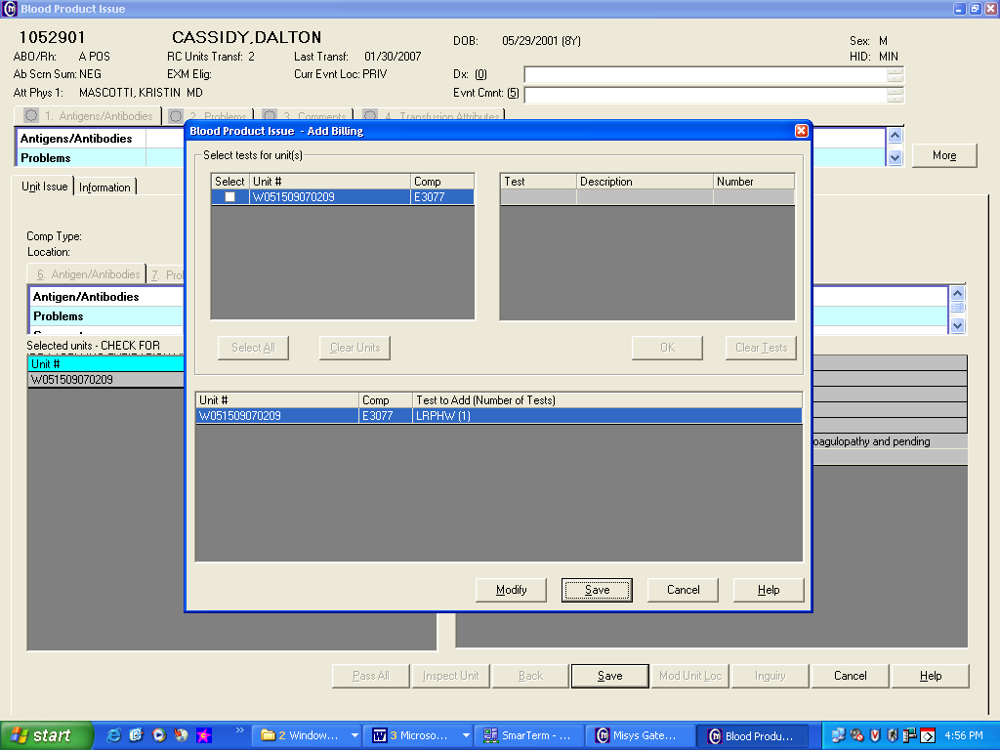 Blood Product Issue
1052901 CASSIDY,DALTON DOB: 05/29/2001 (8Y) Sex: M
ABO/Rh: A POS RC Units Transf: 2 Last Transf: 01/30/2007 HID: MIN
Ab Scrn Sum: NEG EXM Elig: Curr Evnt Loc: PRIV Dx: (0)
Att Phys 1: MASCOTTI, KRISTIN MD Evnt Cmnt: (5)
1. Antigens/Antibodies 2. Problems 3. Comments 4. Transfusion Attributes
Antigens/Antibodies
Problems
More
Unit Issue Information
Comp Type:
Location:
6. Antigen/Antibodies 7. Pro
Antigen/Antibodies
Problems
Selected units - CHECK FOR
Unit #
W051509070209
oagulopathy and pending
Blood Product Issue - Add Billing
Select tests for unit(s)
Select Unit # Comp Test Description Number
W051509070209 E3077
Select All Clear Units OK Clear Tests
Unit # Comp Test to Add (Number of Tests)
W051509070209 E3077 LRPHW (1)
Modify Save Cancel Help
Pass All Inspect Unit Back Save Mod Unit Loc Inquiry Cancel Help
start » 2 Window... 3 Microso... SmarTerm - ... Misys Gate... Blood Produ... 4:56 PM